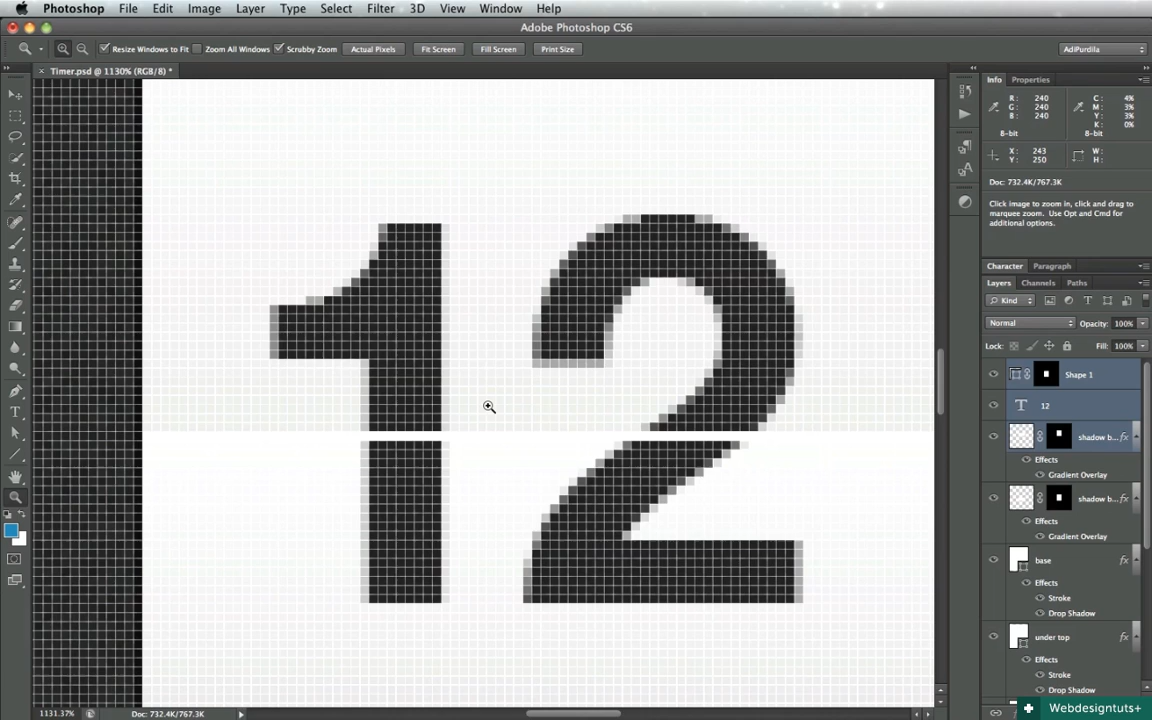 Photoshop File Edit Image Layer Type Select Filter 3D View Window Help
Adobe Photoshop CS6
Resize Windows to Fit Zoom All Windows Scrubby Zoom Actual Pixels Fit Screen Fill Screen Print Size AdiPurdila
Timer.psd @ 1130% (RGB/8) *
Info Properties
R: 240 C: 4%
G: 240 M: 3%
B: 240 Y: 3%
K: 0%
8-bit 8-bit
X: 243 W:
Y: 250 H:
Doc: 732.4K/767.3K
Click image to zoom in, click and drag to
marquee zoom. Use Opt and Cmd for
additional options.
Character Paragraph
Layers Channels Paths
Kind
Normal Opacity: 100%
Lock: Fill: 100%
Shape 1
T 12
shadow b... fx
Effects
Gradient Overlay
shadow b... fx
Effects
Gradient Overlay
base fx
Effects
Stroke
Drop Shadow
under top fx
Effects
Stroke
Drop Shadow
12
1131.37% Doc: 732.4K/767.3K
Webdesigntuts+